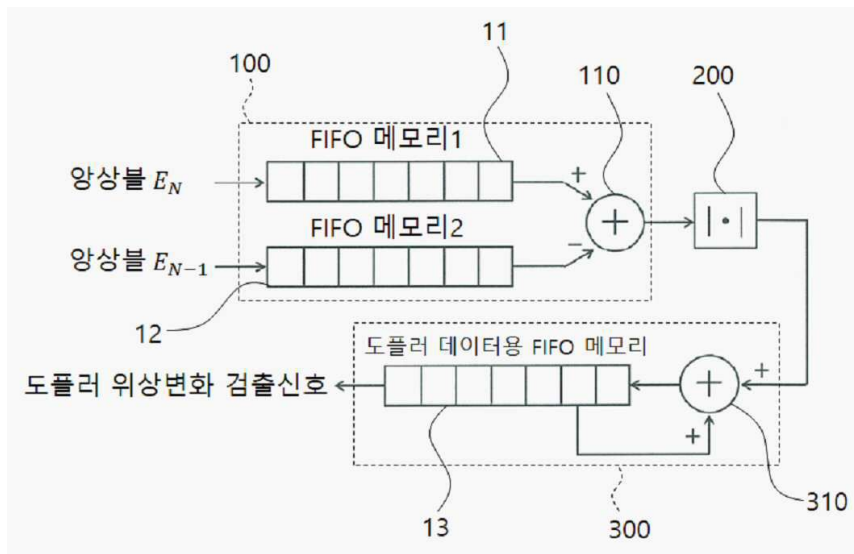 11
100
110
200
FIFO 메모리1
앙상블 E_N
+
+
| • |
FIFO 메모리2
앙상블 E_{N-1}
−
12
도플러 데이터용 FIFO 메모리
도플러 위상변화 검출신호
+
+
+
13
300
310